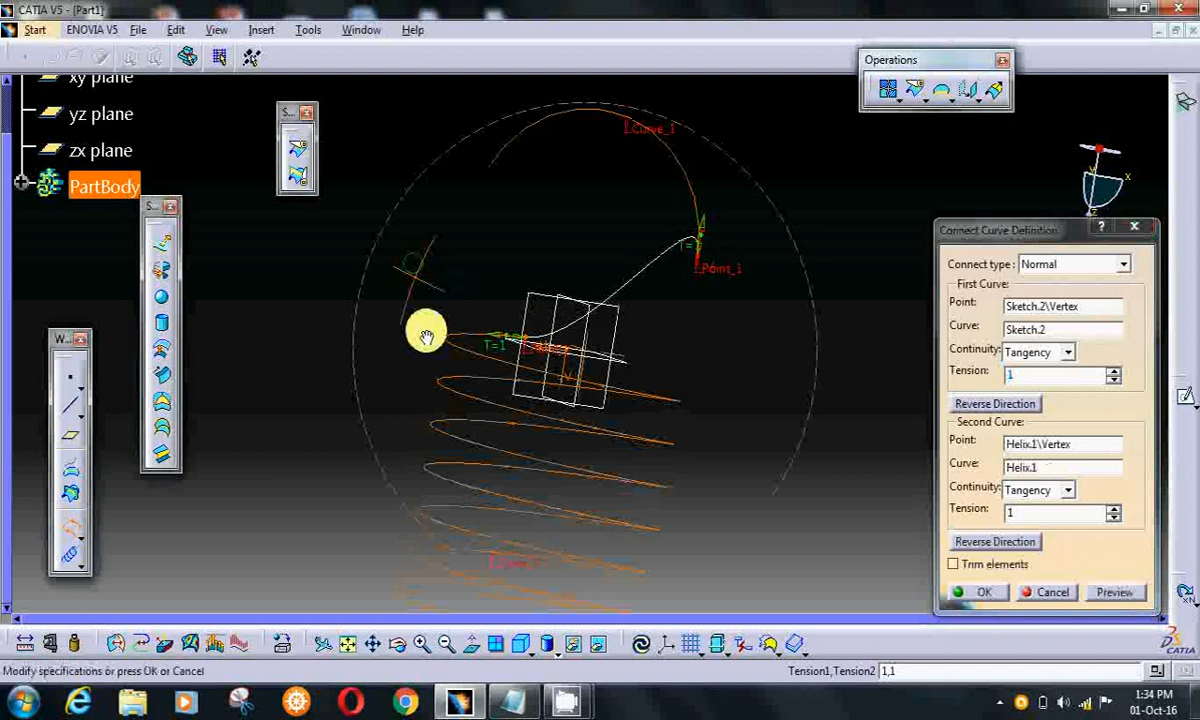 CATIA V5 - [Part1]
Start ENOVIA V5 File Edit View Insert Tools Window Help
Operations
xy plane
yz plane
zx plane
PartBody
S...
S...
W...
Curve_1
Point_1
T=1
x
z
Connect Curve Definition
?
Connect type : Normal
First Curve:
Point: Sketch.2\Vertex
Curve: Sketch.2
Continuity: Tangency
Tension: 1
Reverse Direction
Second Curve:
Point: Helix.1\Vertex
Curve: Helix.1
Continuity: Tangency
Tension: 1
Reverse Direction
Trim elements
OK Cancel Preview
CATIA
Modify specifications or press OK or Cancel Tension1,Tension2 1,1
1:34 PM
01-Oct-16